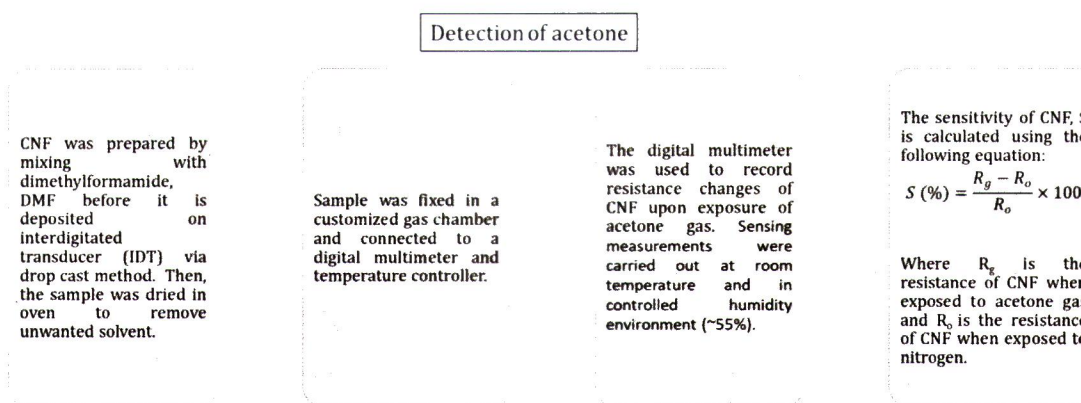 Detection of acetone
CNF was prepared by
mixing with
dimethylformamide,
DMF before it is
deposited on
interdigitated
transducer (IDT) via
drop cast method. Then,
the sample was dried in
oven to remove
unwanted solvent.
Sample was fixed in a
customized gas chamber
and connected to a
digital multimeter and
temperature controller.
The digital multimeter
was used to record
resistance changes of
CNF upon exposure of
acetone gas. Sensing
measurements were
carried out at room
temperature and in
controlled humidity
environment (~55%).
The sensitivity of CNF,
is calculated using
following equation:
S (%) = (R_g − R_o) / R_o × 100
Where R_g is
resistance of CNF
exposed to acetone
and R_o is the
of CNF when exposed
nitrogen.